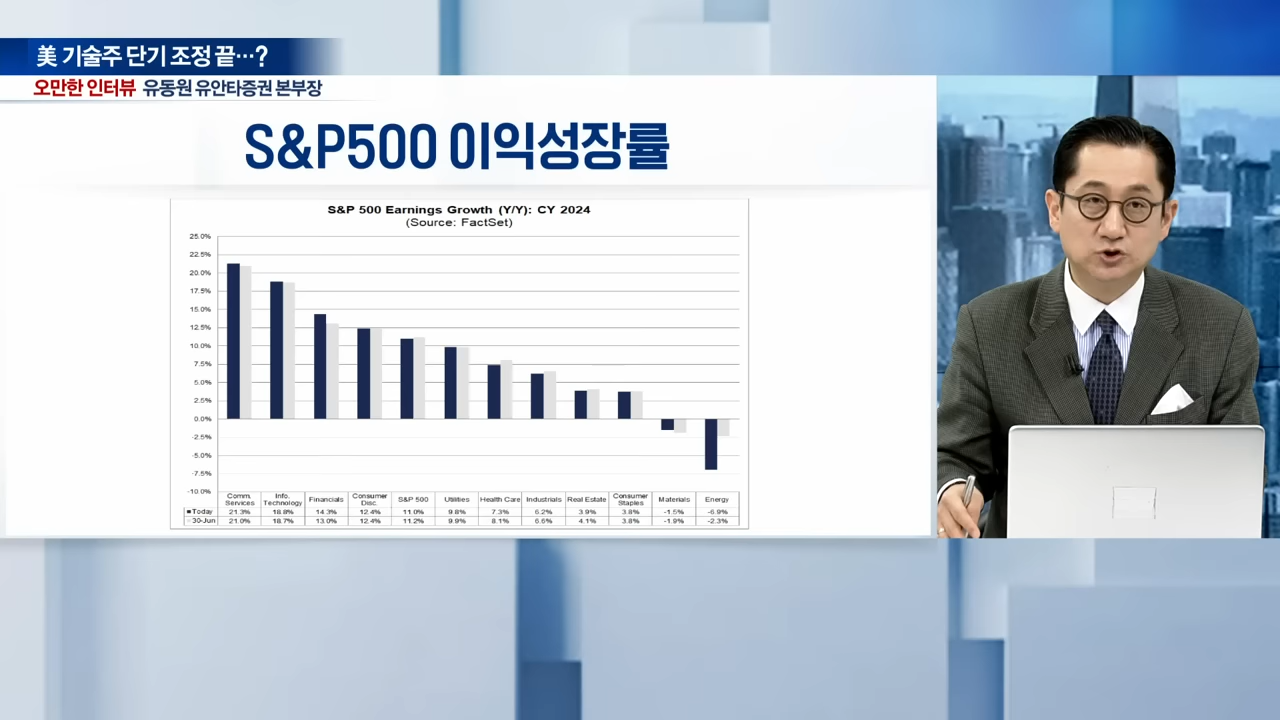 美 기술주 단기 조정 끝…?
오만한 인터뷰 유동원 유안타증권 본부장
S&P500 이익성장률
S&P 500 Earnings Growth (Y/Y): CY 2024
(Source: FactSet)
25.0%
22.5%
20.0%
17.5%
15.0%
12.5%
10.0%
7.5%
5.0%
2.5%
0.0%
-2.5%
-5.0%
-7.5%
-10.0%
Comm. Services Info. Technology Financials Consumer Disc. S&P 500 Utilities Health Care Industrials Real Estate Consumer Staples Materials Energy
Today 21.3% 18.8% 14.3% 12.4% 11.0% 9.8% 7.3% 6.2% 3.9% 3.8% -1.5% -6.9%
30-Jun 21.0% 18.7% 13.0% 12.4% 11.2% 9.9% 8.1% 6.6% 4.1% 3.8% -1.9% -2.3%